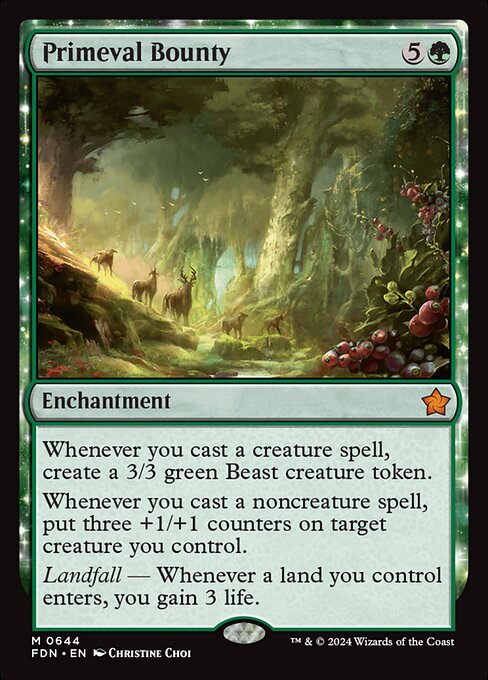 Primeval Bounty 5
Enchantment
Whenever you cast a creature spell,
create a 3/3 green Beast creature token.
Whenever you cast a noncreature spell,
put three +1/+1 counters on target
creature you control.
Landfall — Whenever a land you control
enters, you gain 3 life.
M 0644
FDN • EN CHRISTINE CHOI
™ & © 2024 Wizards of the Coast